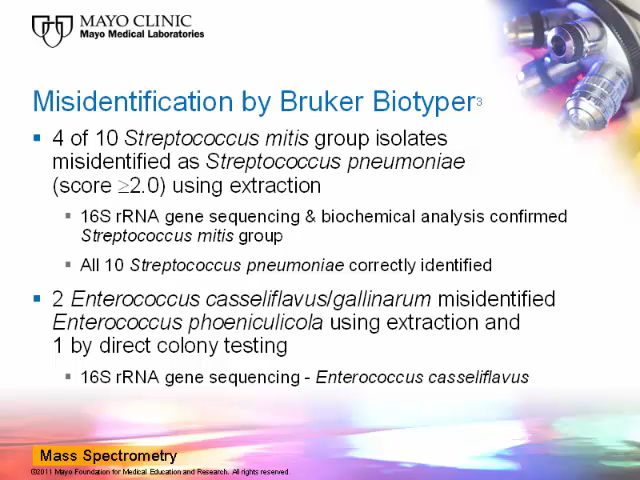 MAYO CLINIC
Mayo Medical Laboratories
Misidentification by Bruker Biotyper3
▪ 4 of 10 Streptococcus mitis group isolates
misidentified as Streptococcus pneumoniae
(score ≥2.0) using extraction
▪ 16S rRNA gene sequencing & biochemical analysis confirmed
Streptococcus mitis group
▪ All 10 Streptococcus pneumoniae correctly identified
▪ 2 Enterococcus casseliflavus/gallinarum misidentified
Enterococcus phoeniculicola using extraction and
1 by direct colony testing
▪ 16S rRNA gene sequencing - Enterococcus casseliflavus
Mass Spectrometry
©2011 Mayo Foundation for Medical Education and Research. All rights reserved.